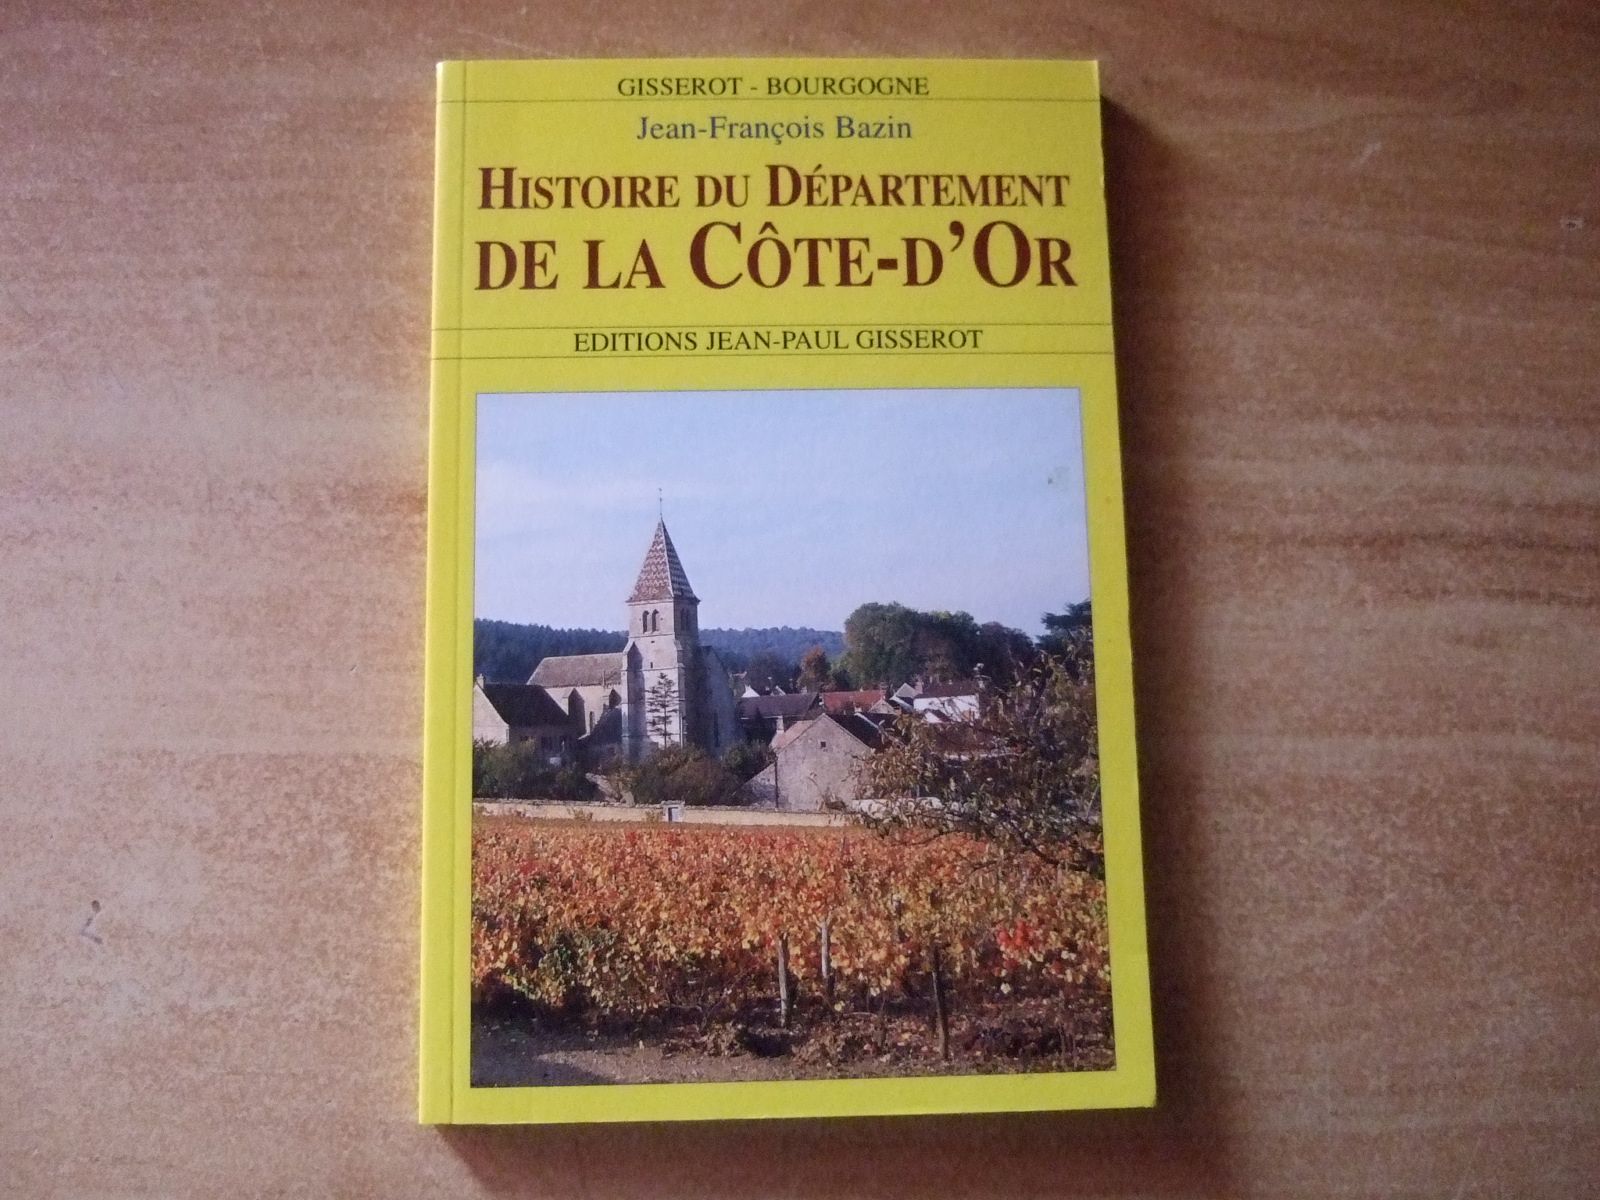 GISSEROT - BOURGOGNE
Jean-François Bazin
HISTOIRE DU DÉPARTEMENT
DE LA CÔTE-D'OR
EDITIONS JEAN-PAUL GISSEROT